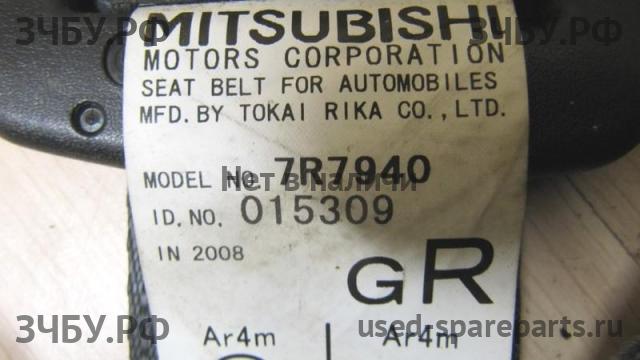 ЗЧБУ.РФ
ЗЧБУ.РФ
MITSUBISHI
MOTORS CORPORATION
SEAT BELT FOR AUTOMOBILES
MFD. BY TOKAI RIKA CO., LTD.
MODEL NO. 7R7940
Нет в наличии
ID. NO. 015309
IN 2008
GR
ЗЧБУ.РФ
used-spareparts.ru
Ar4m
Ar4m